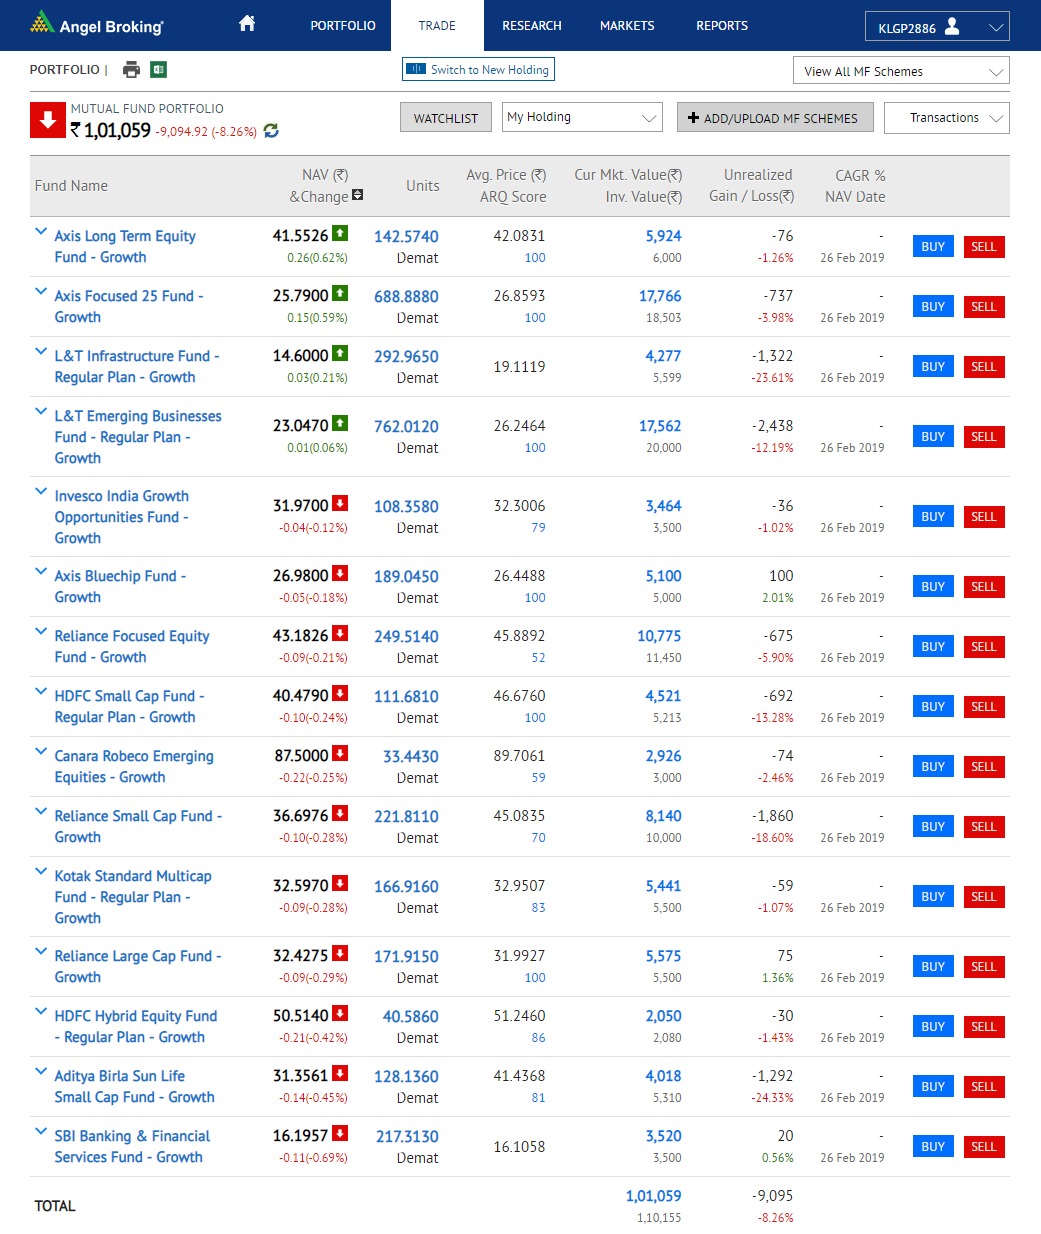 Angel Broking
PORTFOLIO TRADE RESEARCH MARKETS REPORTS KLGP2886
PORTFOLIO | Switch to New Holding View All MF Schemes
MUTUAL FUND PORTFOLIO
₹ 1,01,059 -9,094.92 (-8.26%) WATCHLIST My Holding + ADD/UPLOAD MF SCHEMES Transactions
Fund Name NAV (₹) Units Avg. Price (₹) Cur Mkt. Value(₹) Unrealized CAGR %
&Change ARQ Score Inv. Value(₹) Gain / Loss(₹) NAV Date
Axis Long Term Equity 41.5526 142.5740 42.0831 5,924 -76 - BUY SELL
Fund - Growth 0.26(0.62%) Demat 100 6,000 -1.26% 26 Feb 2019
Axis Focused 25 Fund - 25.7900 688.8880 26.8593 17,766 -737 - BUY SELL
Growth 0.15(0.59%) Demat 100 18,503 -3.98% 26 Feb 2019
L&T Infrastructure Fund - 14.6000 292.9650 19.1119 4,277 -1,322 - BUY SELL
Regular Plan - Growth 0.03(0.21%) Demat 5,599 -23.61% 26 Feb 2019
L&T Emerging Businesses 23.0470 762.0120 26.2464 17,562 -2,438 - BUY SELL
Fund - Regular Plan - 0.01(0.06%) Demat 100 20,000 -12.19% 26 Feb 2019
Growth
Invesco India Growth 31.9700 108.3580 32.3006 3,464 -36 - BUY SELL
Opportunities Fund - -0.04(-0.12%) Demat 79 3,500 -1.02% 26 Feb 2019
Growth
Axis Bluechip Fund - 26.9800 189.0450 26.4488 5,100 100 - BUY SELL
Growth -0.05(-0.18%) Demat 100 5,000 2.01% 26 Feb 2019
Reliance Focused Equity 43.1826 249.5140 45.8892 10,775 -675 - BUY SELL
Fund - Growth -0.09(-0.21%) Demat 52 11,450 -5.90% 26 Feb 2019
HDFC Small Cap Fund - 40.4790 111.6810 46.6760 4,521 -692 - BUY SELL
Regular Plan - Growth -0.10(-0.24%) Demat 100 5,213 -13.28% 26 Feb 2019
Canara Robeco Emerging 87.5000 33.4430 89.7061 2,926 -74 - BUY SELL
Equities - Growth -0.22(-0.25%) Demat 59 3,000 -2.46% 26 Feb 2019
Reliance Small Cap Fund - 36.6976 221.8110 45.0835 8,140 -1,860 - BUY SELL
Growth -0.10(-0.28%) Demat 70 10,000 -18.60% 26 Feb 2019
Kotak Standard Multicap 32.5970 166.9160 32.9507 5,441 -59 - BUY SELL
Fund - Regular Plan - -0.09(-0.28%) Demat 83 5,500 -1.07% 26 Feb 2019
Growth
Reliance Large Cap Fund - 32.4275 171.9150 31.9927 5,575 75 - BUY SELL
Growth -0.09(-0.29%) Demat 100 5,500 1.36% 26 Feb 2019
HDFC Hybrid Equity Fund 50.5140 40.5860 51.2460 2,050 -30 - BUY SELL
- Regular Plan - Growth -0.21(-0.42%) Demat 86 2,080 -1.43% 26 Feb 2019
Aditya Birla Sun Life 31.3561 128.1360 41.4368 4,018 -1,292 - BUY SELL
Small Cap Fund - Growth -0.14(-0.45%) Demat 81 5,310 -24.33% 26 Feb 2019
SBI Banking & Financial 16.1957 217.3130 16.1058 3,520 20 - BUY SELL
Services Fund - Growth -0.11(-0.69%) Demat 3,500 0.56% 26 Feb 2019
TOTAL 1,01,059 -9,095
1,10,155 -8.26%